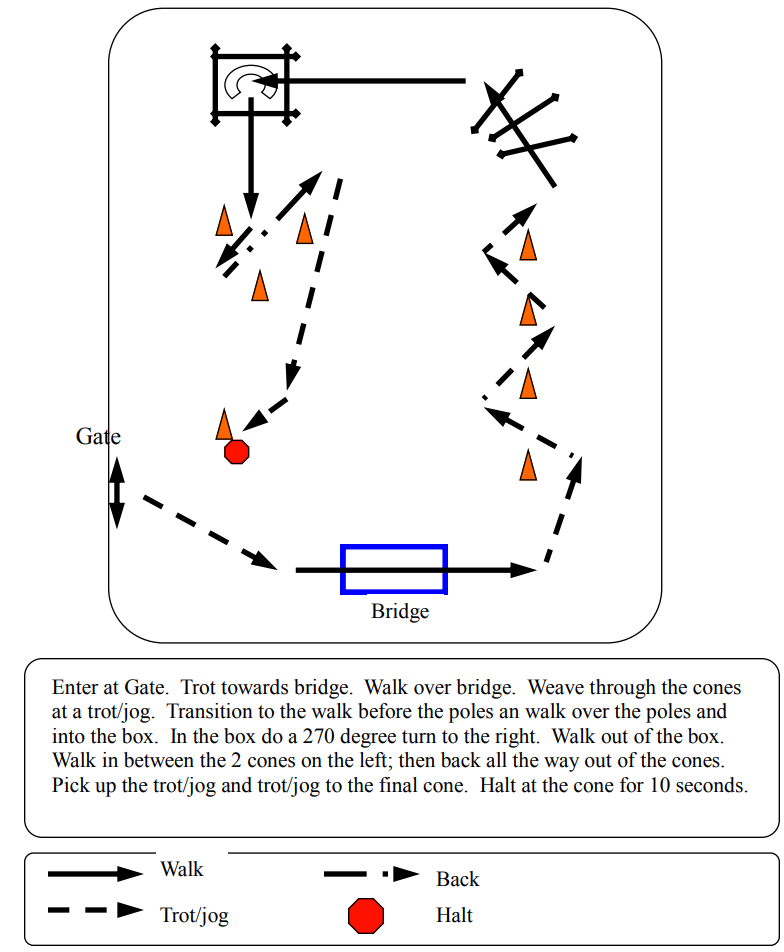 Gate
Bridge
Enter at Gate.  Trot towards bridge.  Walk over bridge.  Weave through the cones
at a trot/jog.  Transition to the walk before the poles an walk over the poles and
into the box.  In the box do a 270 degree turn to the right.  Walk out of the box.
Walk in between the 2 cones on the left; then back all the way out of the cones.
Pick up the trot/jog and trot/jog to the final cone.  Halt at the cone for 10 seconds.
Walk
Back
Trot/jog
Halt